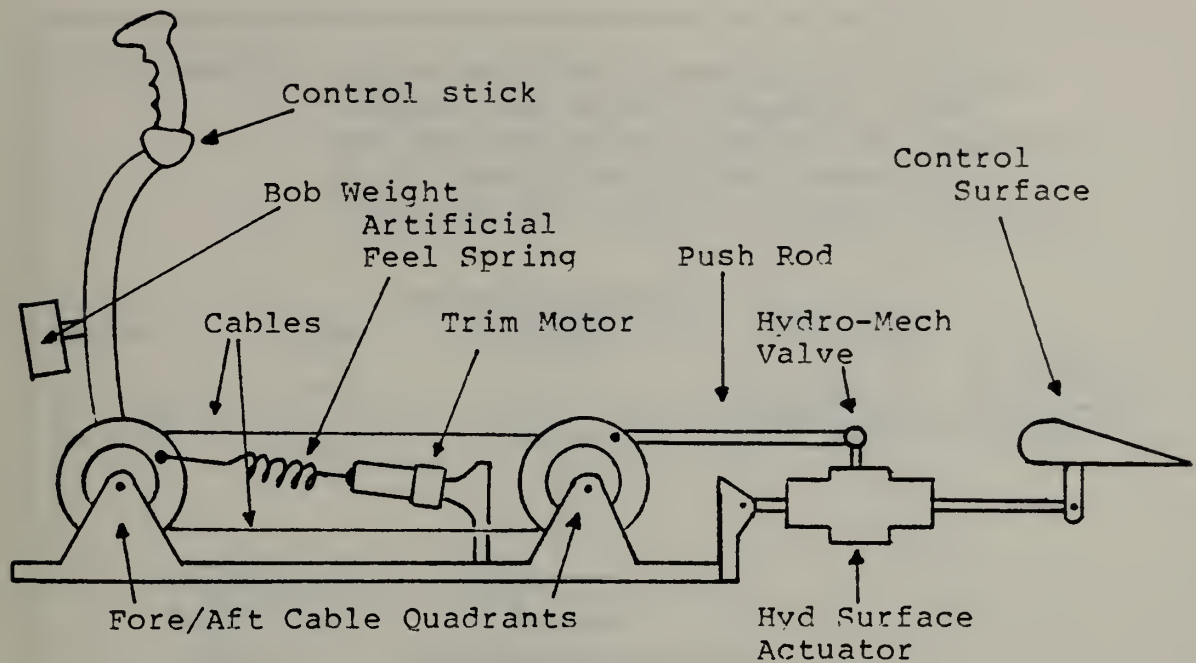 Control stick
Bob Weight
Artificial
Feel Spring
Control
Surface
Push Rod
Cables
Trim Motor
Hydro-Mech
Valve
Fore/Aft Cable Quadrants
Hyd Surface
Actuator